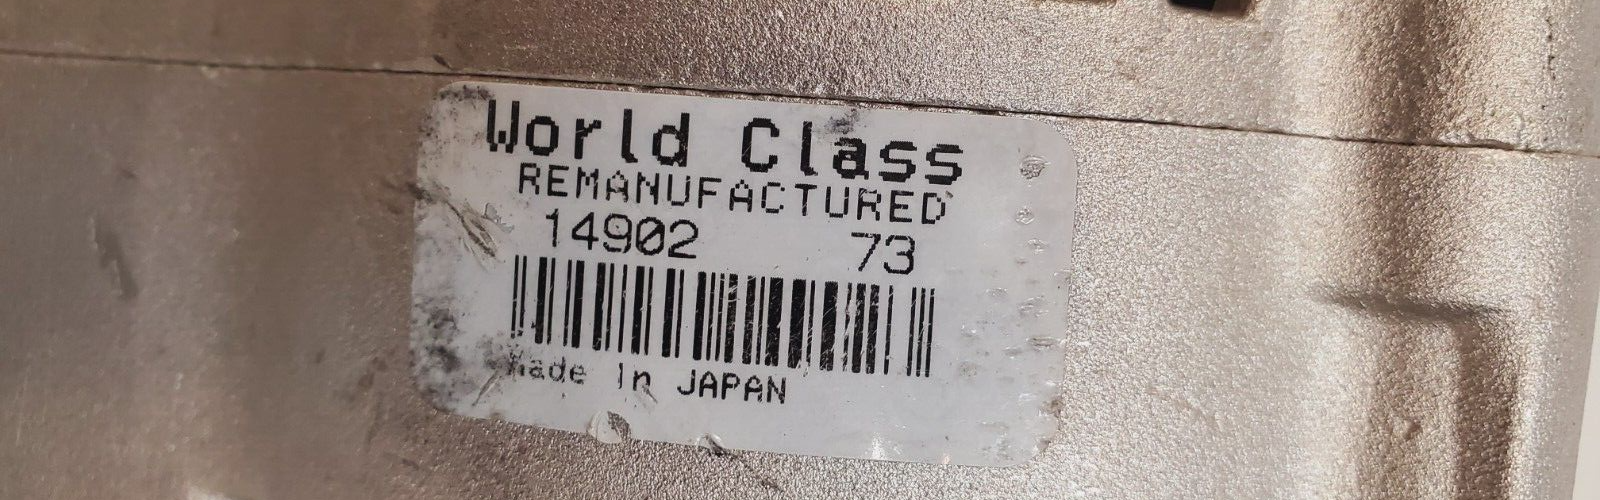 World Class
REMANUFACTURED
14902 73
Made In JAPAN